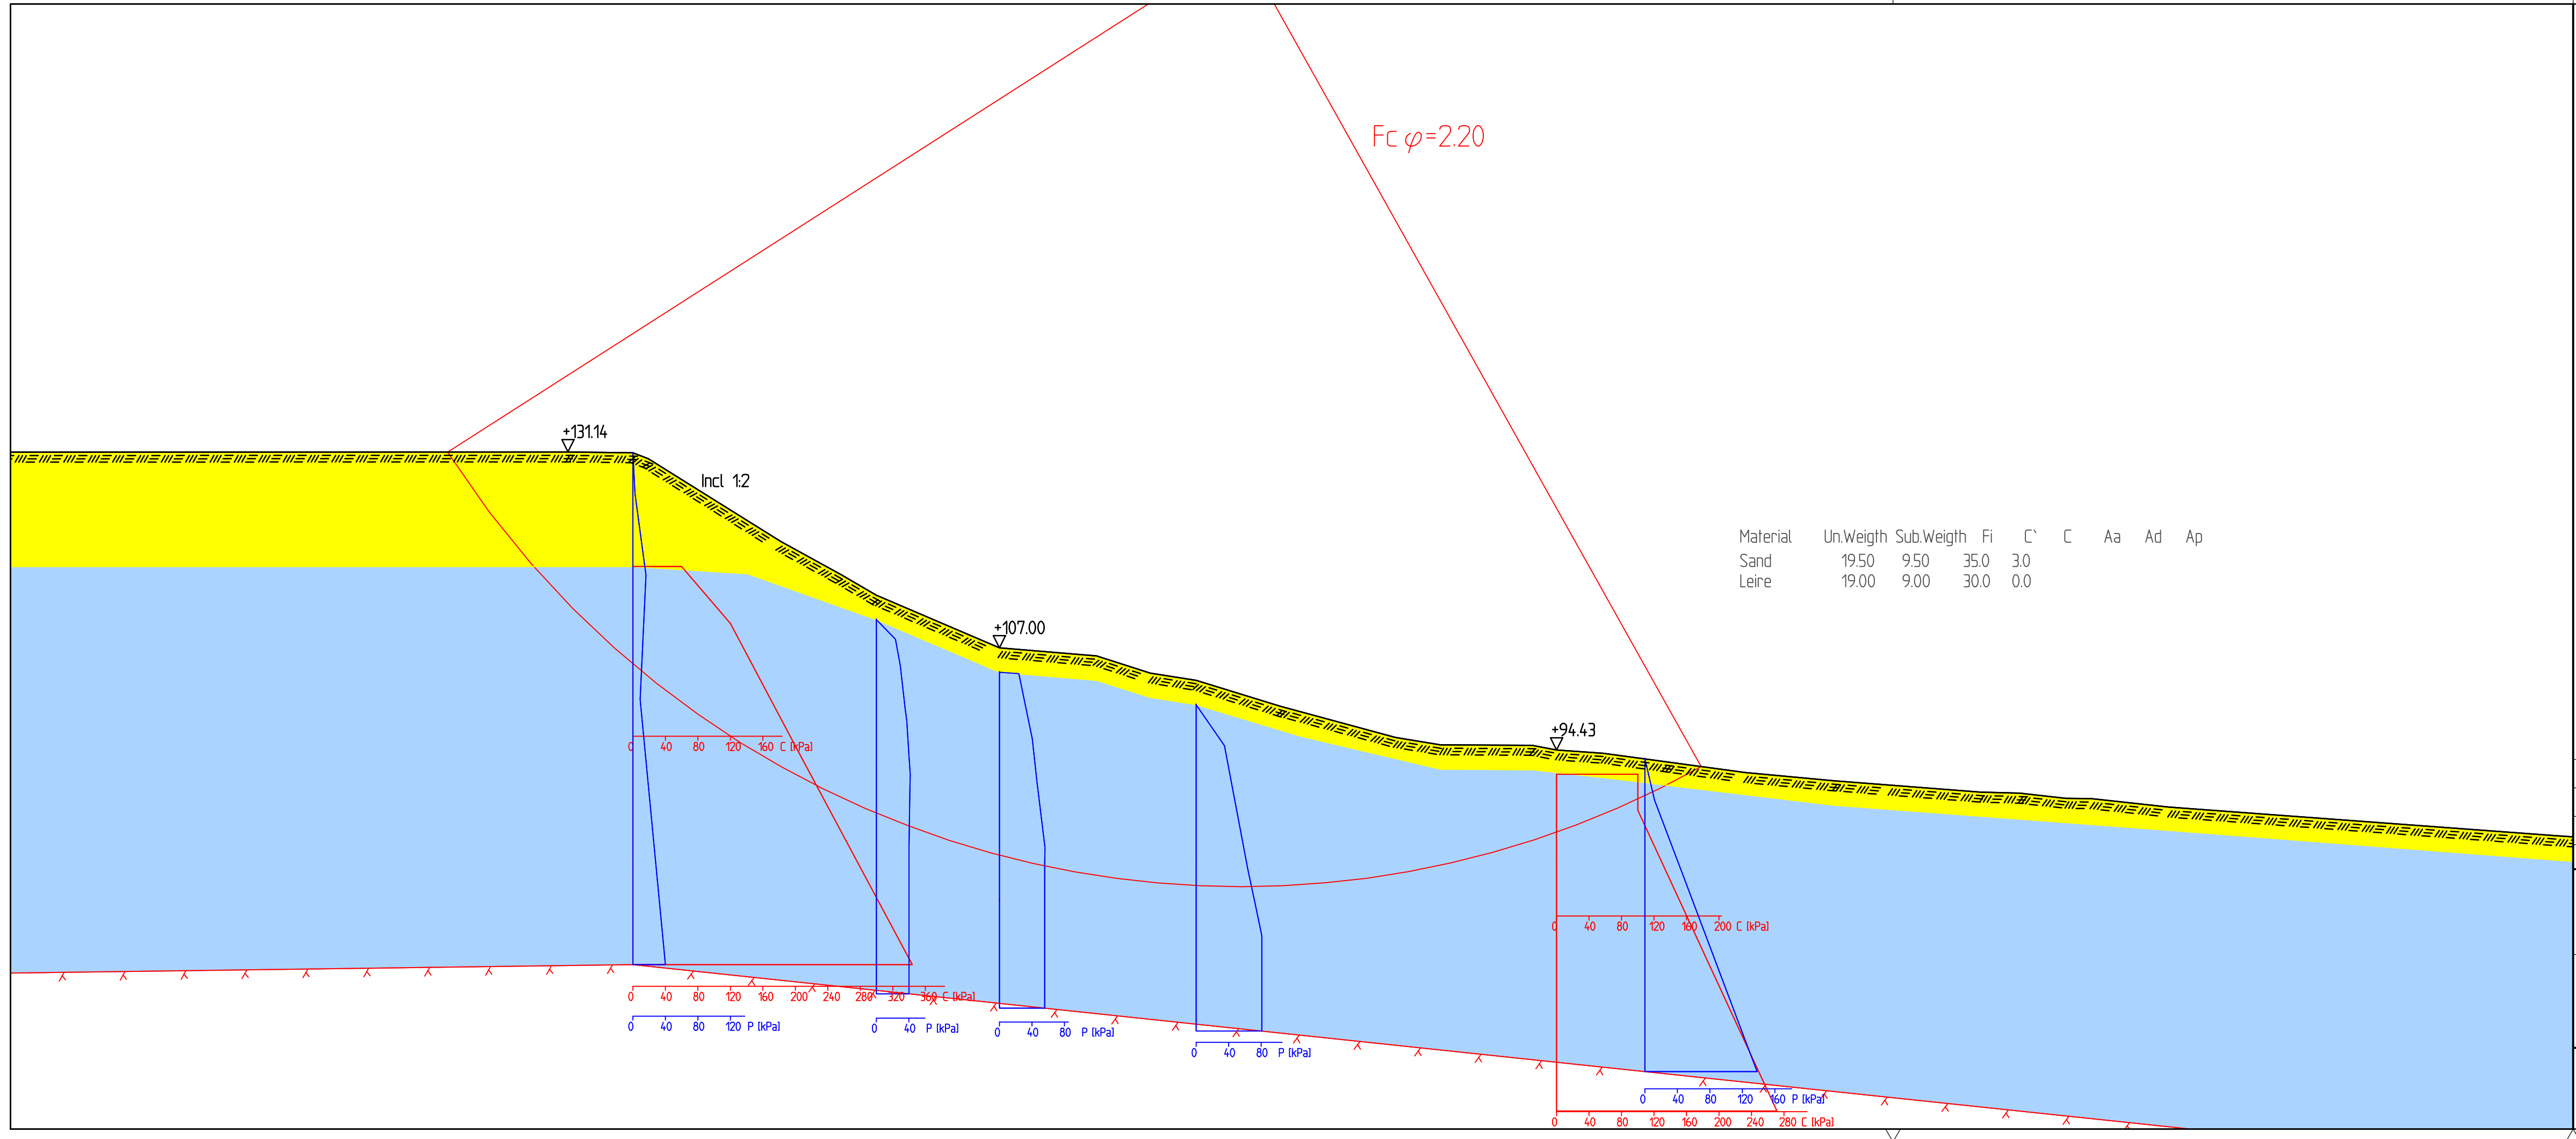 Fc φ=2.20
+131.14
Incl 1:2
Material Un.Weigth Sub.Weigth Fi C` C Aa Ad Ap
Sand 19.50 9.50 35.0 3.0
Leire 19.00 9.00 30.0 0.0
+107.00
+94.43
0 40 80 120 160 C [kPa]
0 40 80 120 160 200 C [kPa]
0 40 80 120 160 200 240 280 320 360 C [kPa]
0 40 80 120 P [kPa]
0 40 P [kPa]
0 40 80 P [kPa]
0 40 80 P [kPa]
0 40 80 120 160 P [kPa]
0 40 80 120 160 200 240 280 C [kPa]